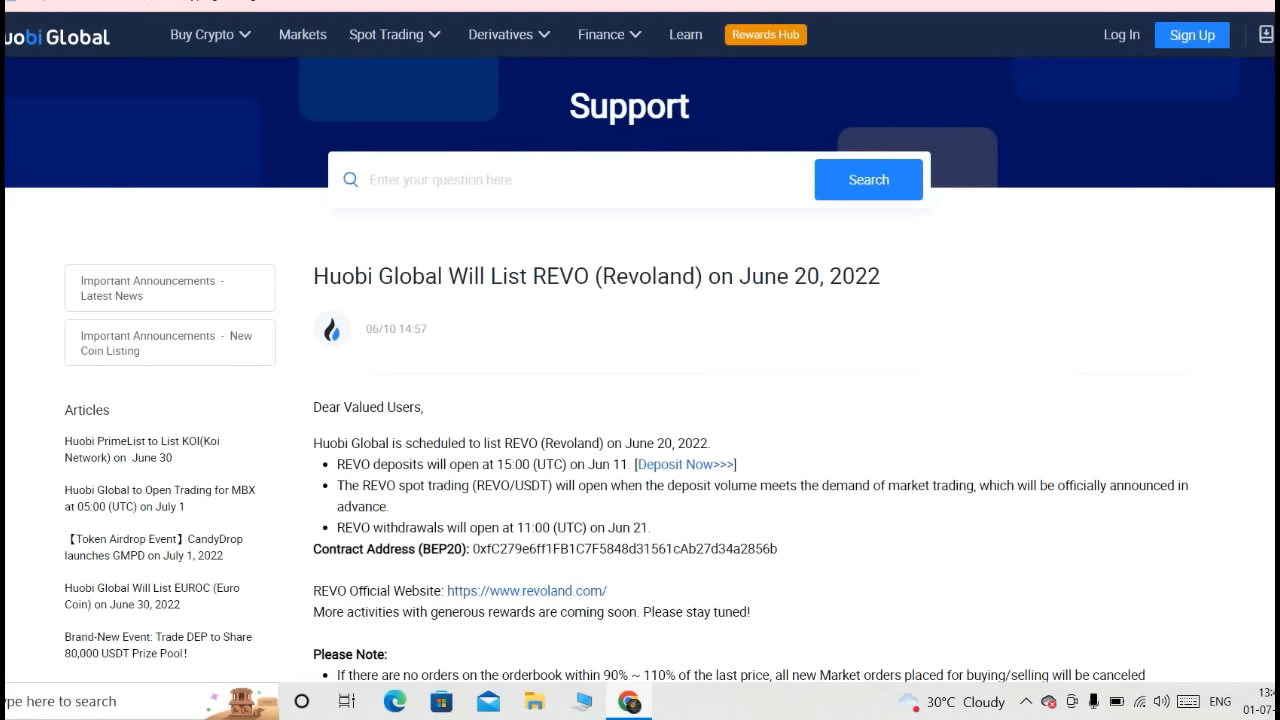 uobi Global
Buy Crypto
Markets
Spot Trading
Derivatives
Finance
Learn
Rewards Hub
Log In
Sign Up
Support
Enter your question here.
Search
Important Announcements -
Latest News
Important Announcements - New
Coin Listing
Articles
Huobi PrimeList to List KOI(Koi
Network) on June 30
Huobi Global to Open Trading for MBX
at 05:00 (UTC) on July 1
【Token Airdrop Event】CandyDrop
launches GMPD on July 1, 2022
Huobi Global Will List EUROC (Euro
Coin) on June 30, 2022
Brand-New Event: Trade DEP to Share
80,000 USDT Prize Pool!
Huobi Global Will List REVO (Revoland) on June 20, 2022
06/10 14:57
Dear Valued Users,
Huobi Global is scheduled to list REVO (Revoland) on June 20, 2022.
• REVO deposits will open at 15:00 (UTC) on Jun 11. [Deposit Now>>>]
• The REVO spot trading (REVO/USDT) will open when the deposit volume meets the demand of market trading, which will be officially announced in
advance.
• REVO withdrawals will open at 11:00 (UTC) on Jun 21.
Contract Address (BEP20): 0xfC279e6ff1FB1C7F5848d31561cAb27d34a2856b
REVO Official Website: https://www.revoland.com/
More activities with generous rewards are coming soon. Please stay tuned!
Please Note:
• If there are no orders on the orderbook within 90% ~ 110% of the last price, all new Market orders placed for buying/selling will be canceled
ype here to search
30°C Cloudy
ENG
13:
01-07-